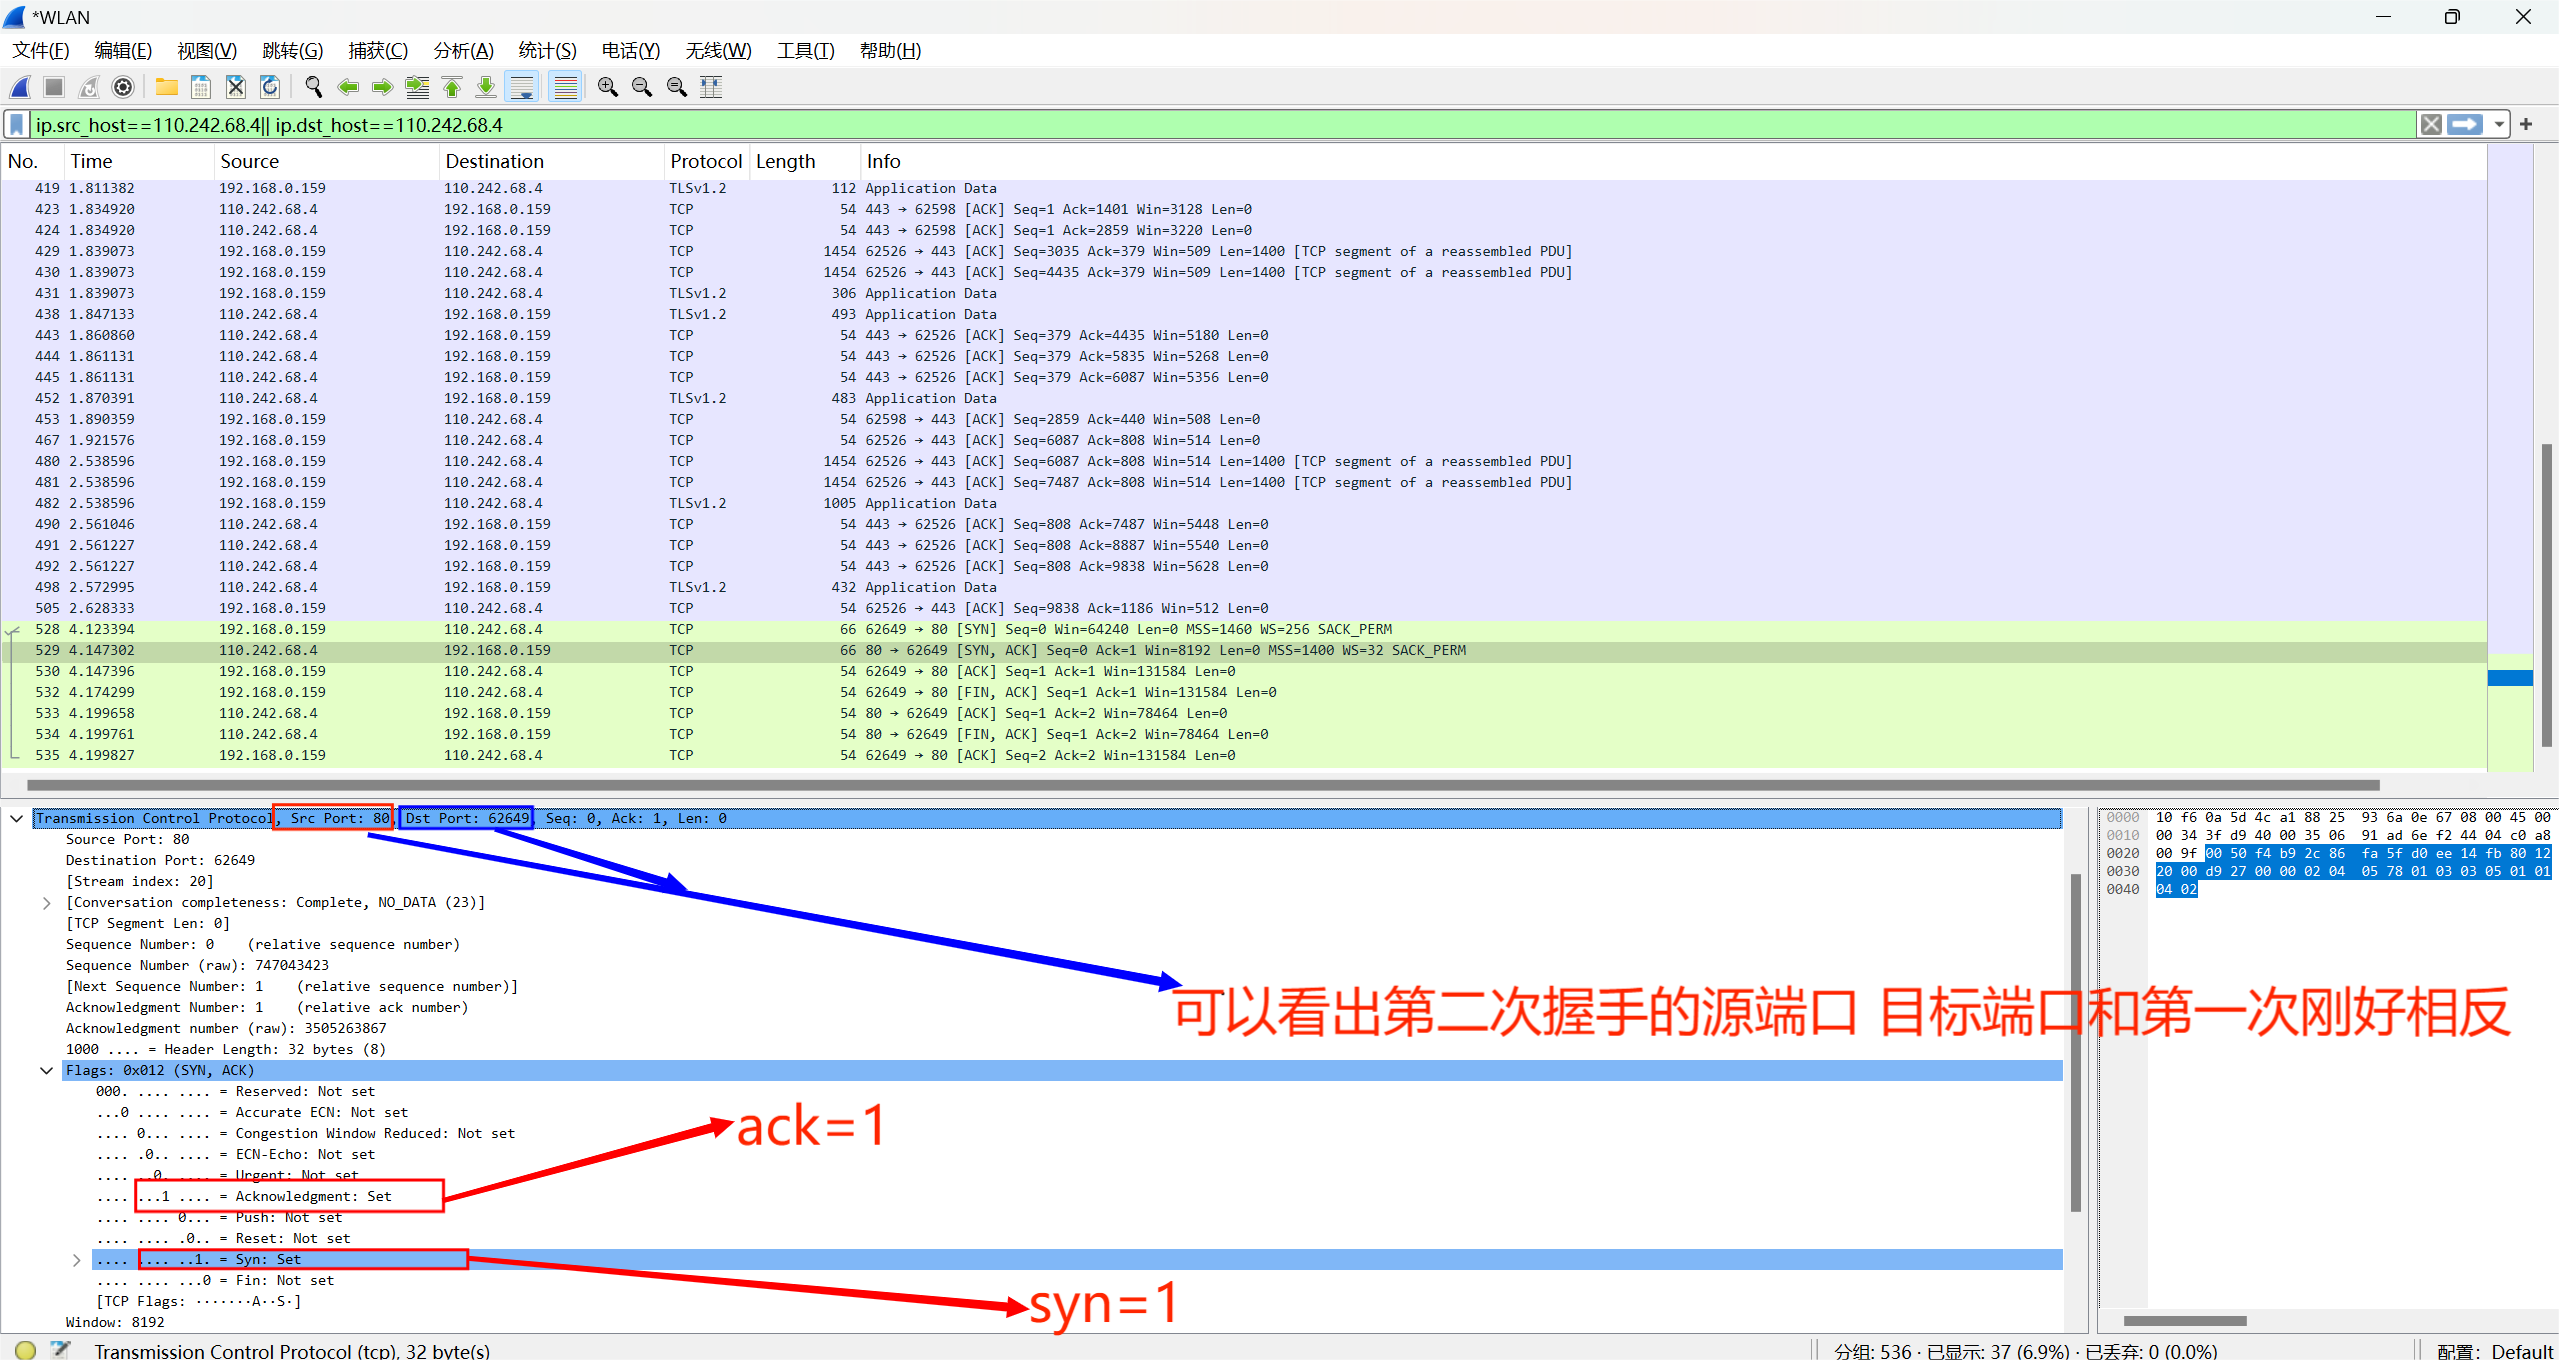 *WLAN
文件(F) 编辑(E) 视图(V) 跳转(G) 捕获(C) 分析(A) 统计(S) 电话(Y) 无线(W) 工具(T) 帮助(H)
ip.src_host==110.242.68.4|| ip.dst_host==110.242.68.4
No. Time Source Destination Protocol Length Info
419 1.811382 192.168.0.159 110.242.68.4 TLSv1.2 112 Application Data
423 1.834920 110.242.68.4 192.168.0.159 TCP 54 443 → 62598 [ACK] Seq=1 Ack=1401 Win=3128 Len=0
424 1.834920 110.242.68.4 192.168.0.159 TCP 54 443 → 62598 [ACK] Seq=1 Ack=2859 Win=3220 Len=0
429 1.839073 192.168.0.159 110.242.68.4 TCP 1454 62526 → 443 [ACK] Seq=3035 Ack=379 Win=509 Len=1400 [TCP segment of a reassembled PDU]
430 1.839073 192.168.0.159 110.242.68.4 TCP 1454 62526 → 443 [ACK] Seq=4435 Ack=379 Win=509 Len=1400 [TCP segment of a reassembled PDU]
431 1.839073 192.168.0.159 110.242.68.4 TLSv1.2 306 Application Data
438 1.847133 110.242.68.4 192.168.0.159 TLSv1.2 493 Application Data
443 1.860860 110.242.68.4 192.168.0.159 TCP 54 443 → 62526 [ACK] Seq=379 Ack=4435 Win=5180 Len=0
444 1.861131 110.242.68.4 192.168.0.159 TCP 54 443 → 62526 [ACK] Seq=379 Ack=5835 Win=5268 Len=0
445 1.861131 110.242.68.4 192.168.0.159 TCP 54 443 → 62526 [ACK] Seq=379 Ack=6087 Win=5356 Len=0
452 1.870391 110.242.68.4 192.168.0.159 TLSv1.2 483 Application Data
453 1.890359 192.168.0.159 110.242.68.4 TCP 54 62598 → 443 [ACK] Seq=2859 Ack=440 Win=508 Len=0
467 1.921576 192.168.0.159 110.242.68.4 TCP 54 62526 → 443 [ACK] Seq=6087 Ack=808 Win=514 Len=0
480 2.538596 192.168.0.159 110.242.68.4 TCP 1454 62526 → 443 [ACK] Seq=6087 Ack=808 Win=514 Len=1400 [TCP segment of a reassembled PDU]
481 2.538596 192.168.0.159 110.242.68.4 TCP 1454 62526 → 443 [ACK] Seq=7487 Ack=808 Win=514 Len=1400 [TCP segment of a reassembled PDU]
482 2.538596 192.168.0.159 110.242.68.4 TLSv1.2 1005 Application Data
490 2.561046 110.242.68.4 192.168.0.159 TCP 54 443 → 62526 [ACK] Seq=808 Ack=7487 Win=5448 Len=0
491 2.561227 110.242.68.4 192.168.0.159 TCP 54 443 → 62526 [ACK] Seq=808 Ack=8887 Win=5540 Len=0
492 2.561227 110.242.68.4 192.168.0.159 TCP 54 443 → 62526 [ACK] Seq=808 Ack=9838 Win=5628 Len=0
498 2.572995 110.242.68.4 192.168.0.159 TLSv1.2 432 Application Data
505 2.628333 192.168.0.159 110.242.68.4 TCP 54 62526 → 443 [ACK] Seq=9838 Ack=1186 Win=512 Len=0
528 4.123394 192.168.0.159 110.242.68.4 TCP 66 62649 → 80 [SYN] Seq=0 Win=64240 Len=0 MSS=1460 WS=256 SACK_PERM
529 4.147302 110.242.68.4 192.168.0.159 TCP 66 80 → 62649 [SYN, ACK] Seq=0 Ack=1 Win=8192 Len=0 MSS=1400 WS=32 SACK_PERM
530 4.147396 192.168.0.159 110.242.68.4 TCP 54 62649 → 80 [ACK] Seq=1 Ack=1 Win=131584 Len=0
532 4.174299 192.168.0.159 110.242.68.4 TCP 54 62649 → 80 [FIN, ACK] Seq=1 Ack=1 Win=131584 Len=0
533 4.199658 110.242.68.4 192.168.0.159 TCP 54 80 → 62649 [ACK] Seq=1 Ack=2 Win=78464 Len=0
534 4.199761 110.242.68.4 192.168.0.159 TCP 54 80 → 62649 [FIN, ACK] Seq=1 Ack=2 Win=78464 Len=0
535 4.199827 192.168.0.159 110.242.68.4 TCP 54 62649 → 80 [ACK] Seq=2 Ack=2 Win=131584 Len=0
Transmission Control Protocol, Src Port: 80, Dst Port: 62649, Seq: 0, Ack: 1, Len: 0
Source Port: 80
Destination Port: 62649
[Stream index: 20]
[Conversation completeness: Complete, NO_DATA (23)]
[TCP Segment Len: 0]
Sequence Number: 0 (relative sequence number)
Sequence Number (raw): 747043423
[Next Sequence Number: 1 (relative sequence number)]
Acknowledgment Number: 1 (relative ack number)
Acknowledgment number (raw): 3505263867
1000 .... = Header Length: 32 bytes (8)
Flags: 0x012 (SYN, ACK)
000. .... .... = Reserved: Not set
...0 .... .... = Accurate ECN: Not set
.... 0... .... = Congestion Window Reduced: Not set
.... .0.. .... = ECN-Echo: Not set
.... ..0. .... = Urgent: Not set
.... ...1 .... = Acknowledgment: Set
.... .... 0... = Push: Not set
.... .... .0.. = Reset: Not set
.... .... ..1. = Syn: Set
.... .... ...0 = Fin: Not set
[TCP Flags: ·······A··S·]
Window: 8192
可以看出第二次握手的源端口 目标端口和第一次刚好相反
ack=1
syn=1
0000 10 f6 0a 5d 4c a1 88 25 93 6a 0e 67 08 00 45 00
0010 00 34 3f d9 40 00 35 06 91 ad 6e f2 44 04 c0 a8
0020 00 9f 00 50 f4 b9 2c 86 fa 5f d0 ee 14 fb 80 12
0030 20 00 d9 27 00 00 02 04 05 78 01 03 03 05 01 01
0040 04 02
Transmission Control Protocol (tcp), 32 byte(s)
分组: 536 · 已显示: 37 (6.9%) · 已丢弃: 0 (0.0%)
配置: Default